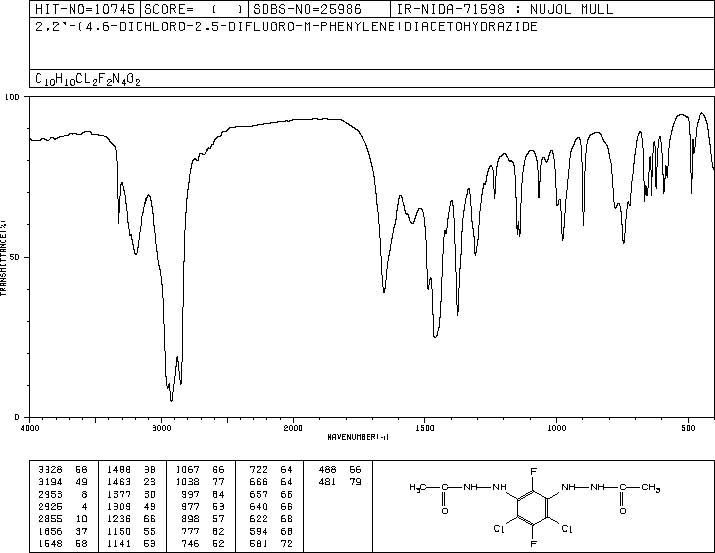 HIT-NO=10745 SCORE= ( ) SDBS-NO=25986 IR-NIDA-71598 : NUJOL MULL
2,2'-(4,6-DICHLORO-2,5-DIFLUORO-M-PHENYLENE)DIACETOHYDRAZIDE
C10H10CL2F2N4O2
100
50
0
TRANSMITTANCE(%)
4000 3000 2000 1500 1000 500
WAVENUMBER(-1)
3328 58 1488 38 1067 66 722 64 488 66
3194 49 1463 23 1038 77 666 64 481 79
2953 8 1377 30 997 64 657 66
2925 4 1309 49 977 53 640 66
2855 10 1236 66 898 57 622 68
1656 37 1150 55 777 62 594 68
1548 58 1141 53 746 52 581 72
H3C C NH NH F NH NH C CH3
O Cl Cl O
F